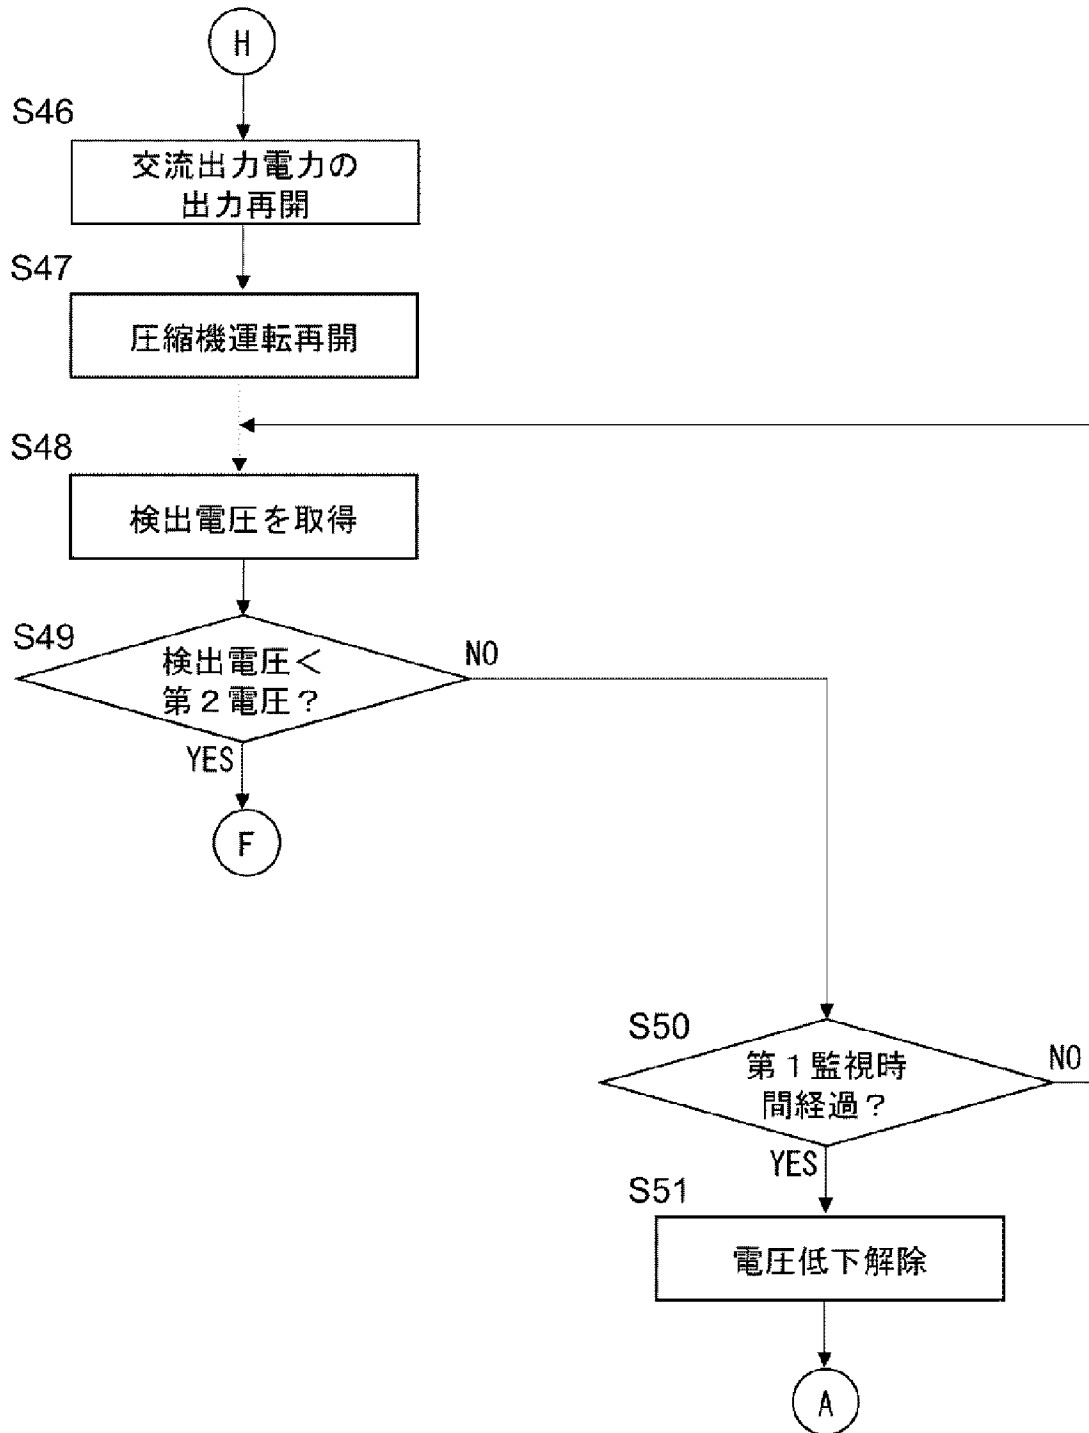 H
S46
交流出力電力の
出力再開
S47
圧縮機運転再開
S48
検出電圧を取得
S49
検出電圧＜
第２電圧？
NO
YES
F
S50
第１監視時
間経過？
NO
YES
S51
電圧低下解除
A